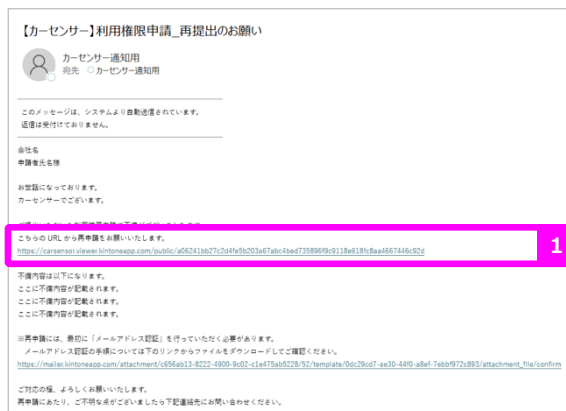 【カーセンサー】利用権限申請_再提出のお願い
カーセンサー通知用
宛先 ○カーセンサー通知用
このメッセージは、システムより自動送信されています。
返信は受付けておりません。
会社名
申請者氏名様
お世話になっております。
カーセンサーでございます。
こちらの URL から再申請をお願いいたします。
https://carsensor.viewer.kintoneapp.com/public/a06241bb27c2d4fe5b203a67abc4bed735896f9c9118e618fc8aa4667446c92d
1
不備内容は以下になります。
ここに不備内容が記載されます。
ここに不備内容が記載されます。
ここに不備内容が記載されます。
※再申請には、最初に「メールアドレス認証」を行っていただく必要があります。
メールアドレス認証の手順については下のリンクからファイルをダウンロードしてご確認ください。
https://mailer.kintoneapp.com/attachment/c656ab13-8222-4900-9c02-c1e475ab5228/52/template/0dc29cd7-ae30-44f0-a8ef-7ebbf972c893/attachment_file/confirm
ご対応の程、よろしくお願いいたします。
再申請にあたり、ご不明な点がございましたら下記連絡先にお問い合わせください。